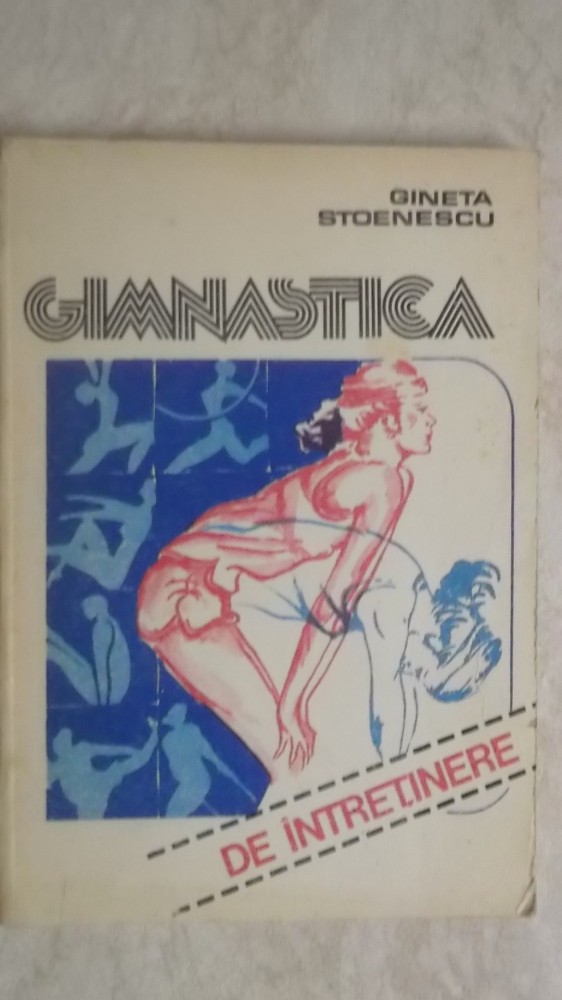 GINETA
STOENESCU
GIMNASTICA
DE ÎNTREȚINERE